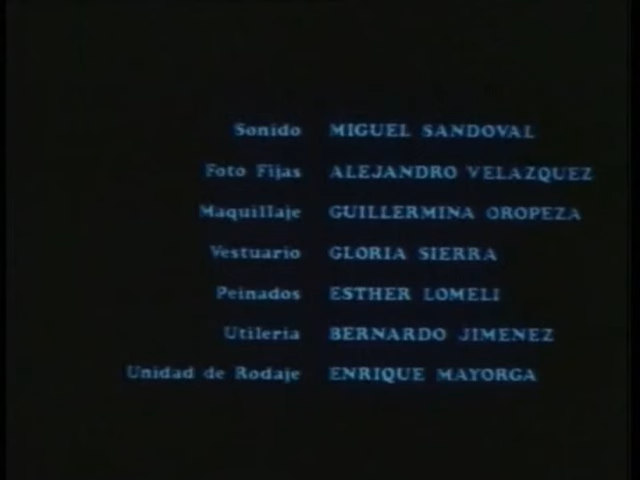 Sonido MIGUEL SANDOVAL
Foto Fijas ALEJANDRO VELAZQUEZ
Maquillaje GUILLERMINA OROPEZA
Vestuario GLORIA SIERRA
Peinados ESTHER LOMELI
Utileria BERNARDO JIMENEZ
Unidad de Rodaje ENRIQUE MAYORGA